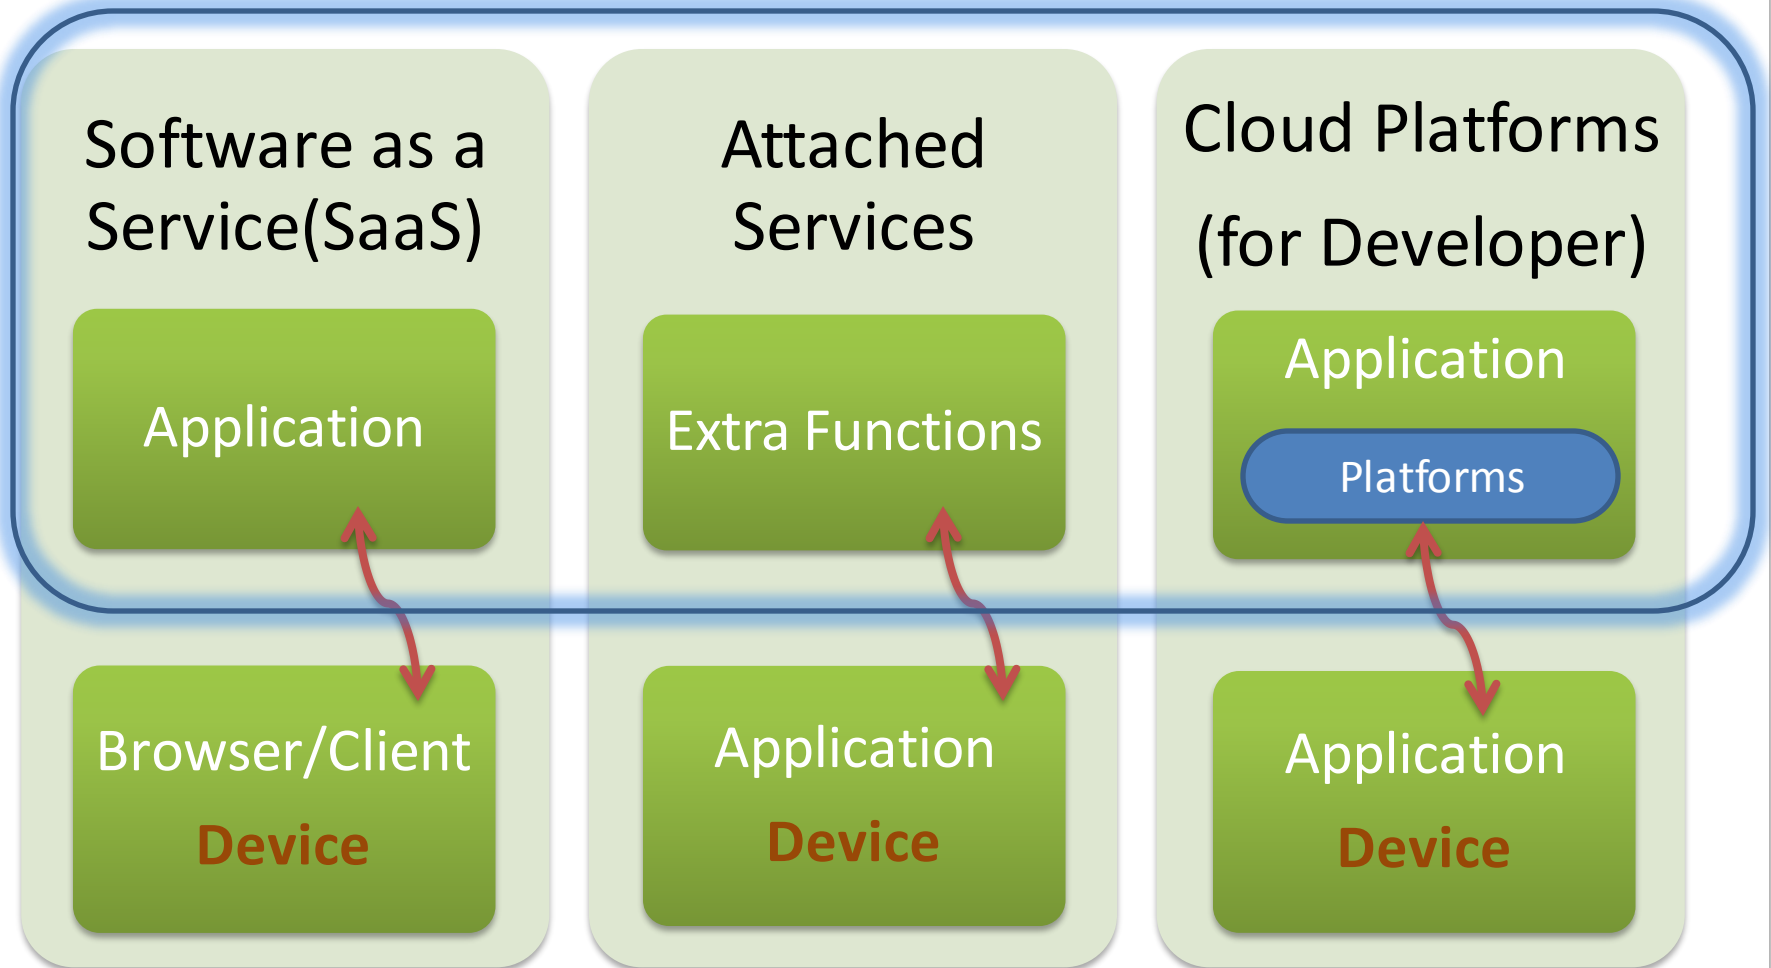 Software as a
Service(SaaS)
Application
Browser/Client
Device
Attached
Services
Extra Functions
Application
Device
Cloud Platforms
(for Developer)
Application
Platforms
Application
Device